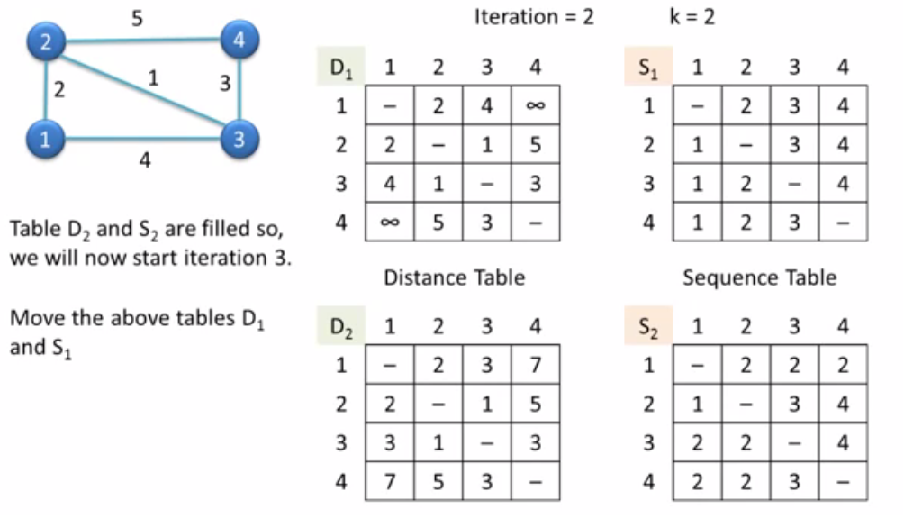 Iteration = 2 k = 2
5
2 4
2 1 3
1 3
4
D₁ 1 2 3 4
1 – 2 4 ∞
2 2 – 1 5
3 4 1 – 3
4 ∞ 5 3 –
Distance Table
S₁ 1 2 3 4
1 – 2 3 4
2 1 – 3 4
3 1 2 – 4
4 1 2 3 –
Sequence Table
Table D₂ and S₂ are filled so,
we will now start iteration 3.
Move the above tables D₁
and S₁
D₂ 1 2 3 4
1 – 2 3 7
2 2 – 1 5
3 3 1 – 3
4 7 5 3 –
S₂ 1 2 3 4
1 – 2 2 2
2 1 – 3 4
3 2 2 – 4
4 2 2 3 –